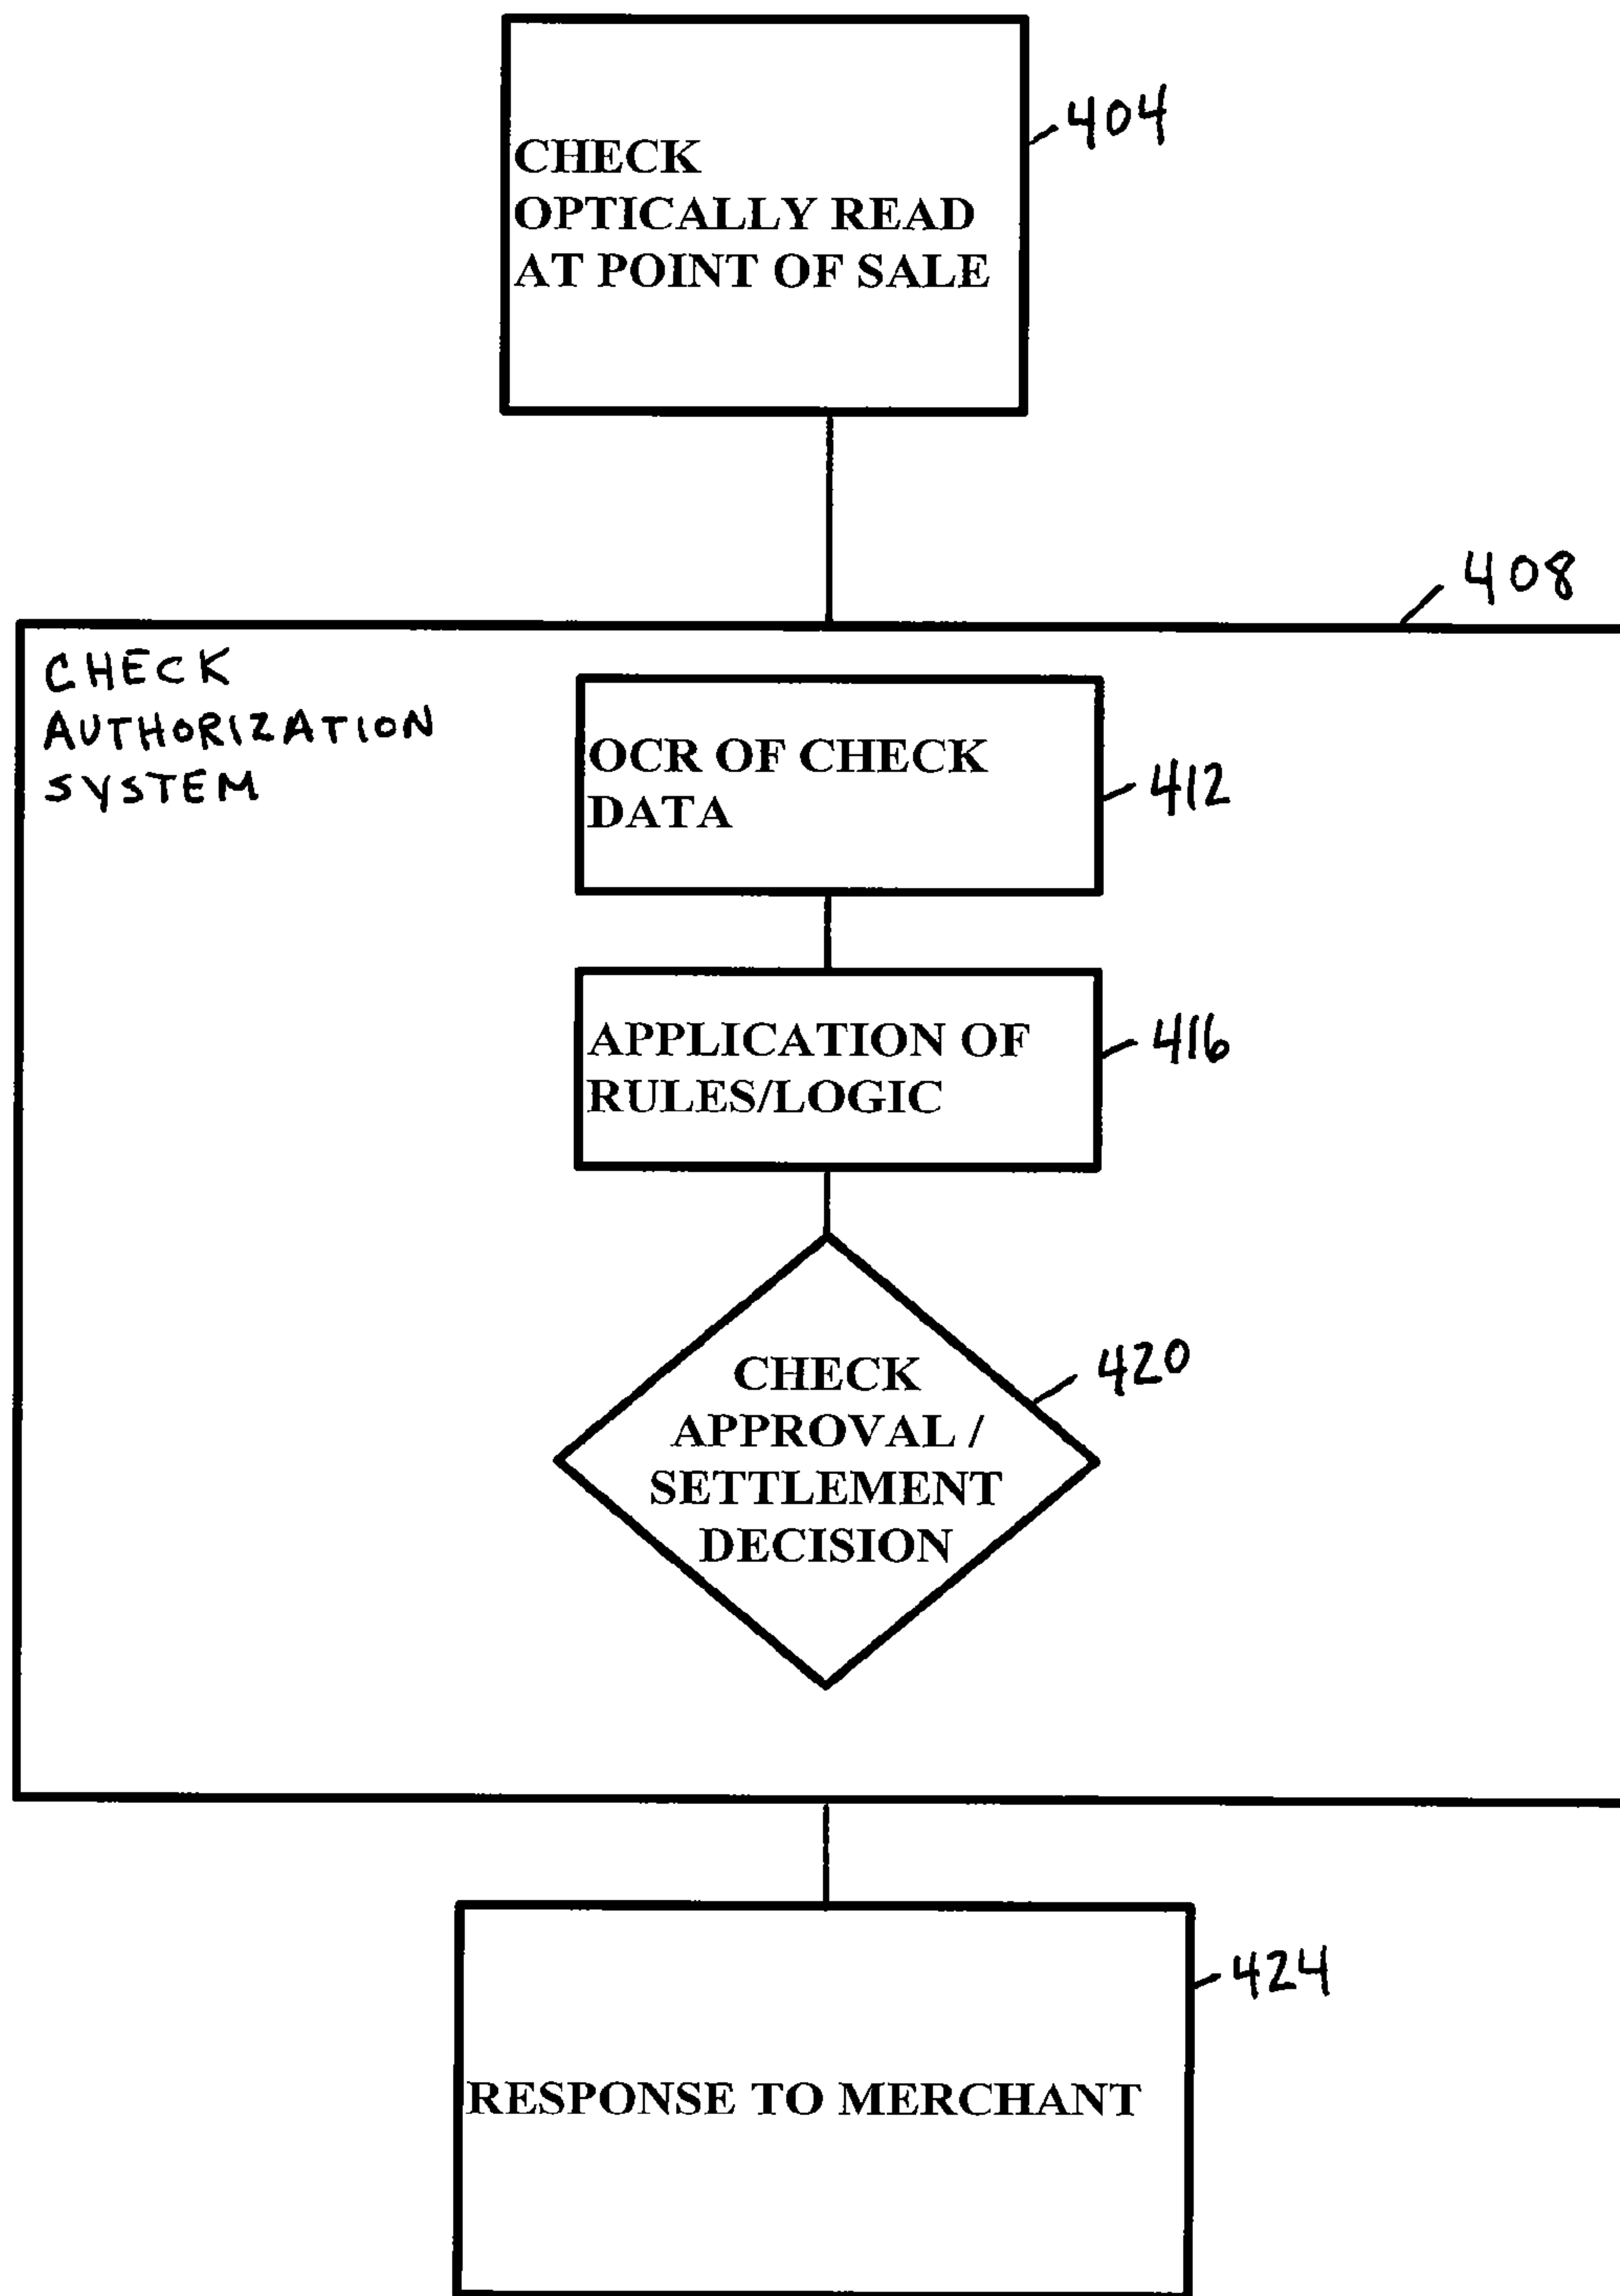 CHECK
OPTICALLY READ
AT POINT OF SALE
404
408
CHECK
AUTHORIZATION
SYSTEM
OCR OF CHECK
DATA
412
APPLICATION OF
RULES/LOGIC
416
CHECK
APPROVAL /
SETTLEMENT
DECISION
420
RESPONSE TO MERCHANT
424